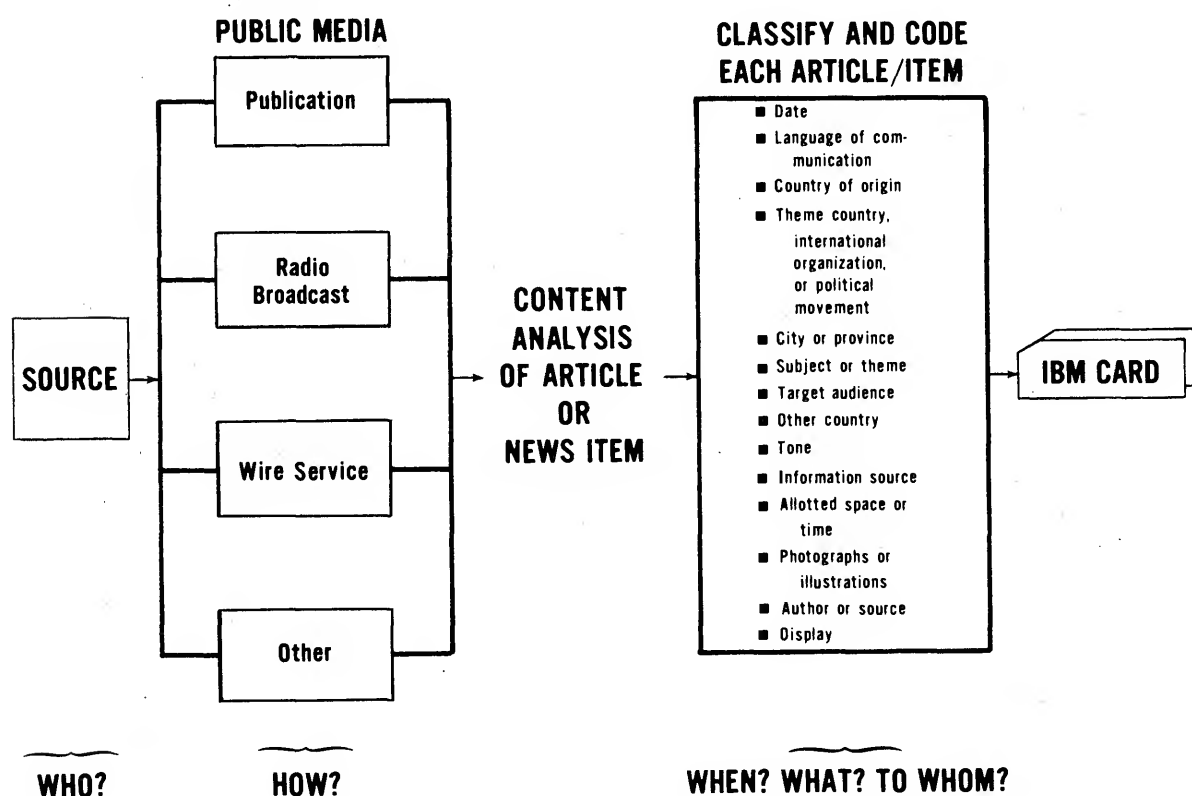 PUBLIC MEDIA
Publication
Radio
Broadcast
Wire Service
Other
SOURCE
CONTENT
ANALYSIS
OF ARTICLE
OR
NEWS ITEM
CLASSIFY AND CODE
EACH ARTICLE/ITEM
■ Date
■ Language of com-
munication
■ Country of origin
■ Theme country,
international
organization,
or political
movement
■ City or province
■ Subject or theme
■ Target audience
■ Other country
■ Tone
■ Information source
■ Allotted space or
time
■ Photographs or
illustrations
■ Author or source
■ Display
IBM CARD
WHO?
HOW?
WHEN? WHAT? TO WHOM?